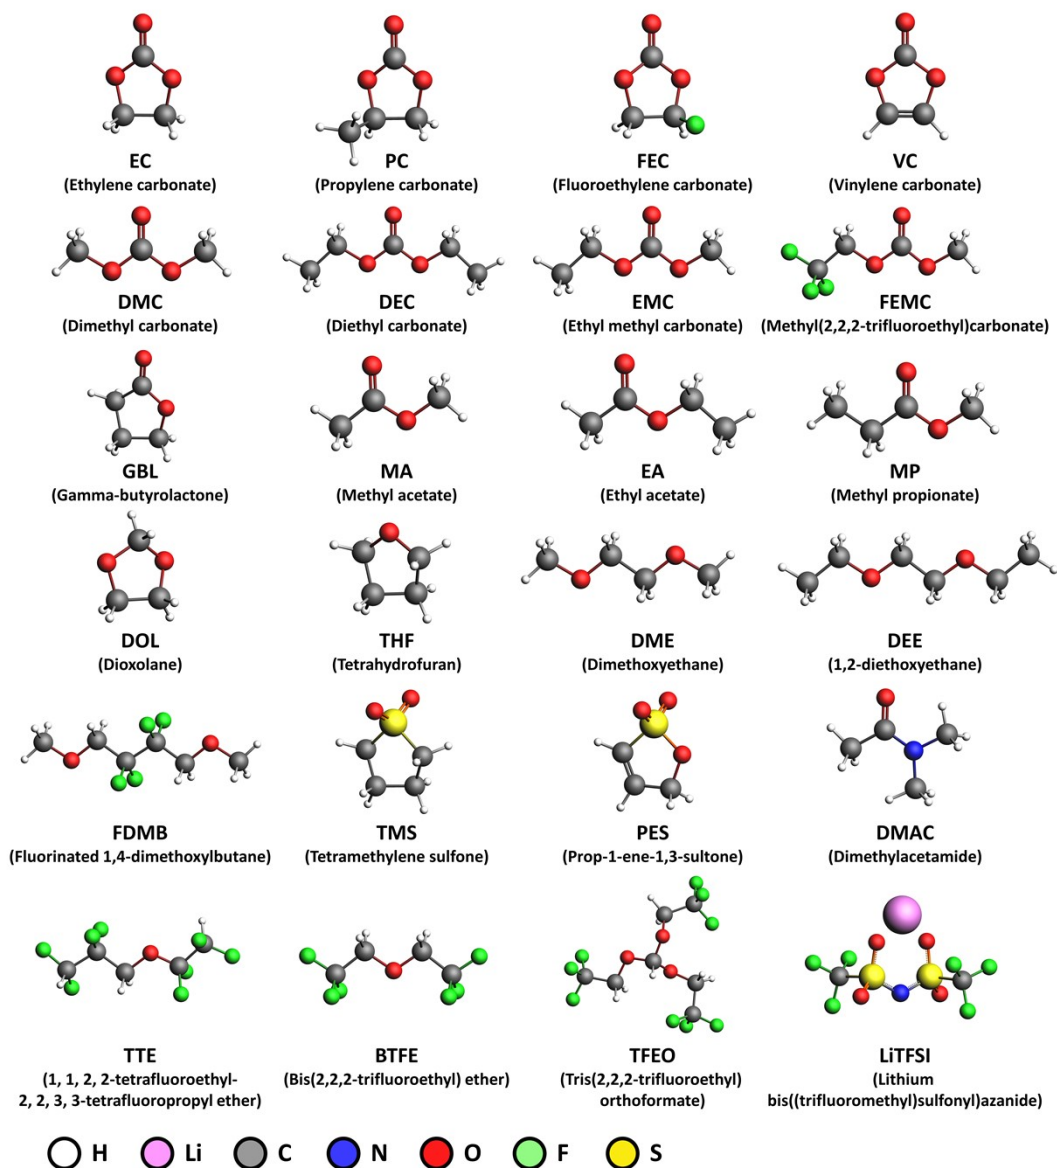 EC PC FEC VC
(Ethylene carbonate) (Propylene carbonate) (Fluoroethylene carbonate) (Vinylene carbonate)
DMC DEC EMC FEMC
(Dimethyl carbonate) (Diethyl carbonate) (Ethyl methyl carbonate) (Methyl(2,2,2-trifluoroethyl)carbonate)
GBL MA EA MP
(Gamma-butyrolactone) (Methyl acetate) (Ethyl acetate) (Methyl propionate)
DOL THF DME DEE
(Dioxolane) (Tetrahydrofuran) (Dimethoxyethane) (1,2-diethoxyethane)
FDMB TMS PES DMAC
(Fluorinated 1,4-dimethoxylbutane) (Tetramethylene sulfone) (Prop-1-ene-1,3-sultone) (Dimethylacetamide)
TTE BTFE TFEO LiTFSI
(1, 1, 2, 2-tetrafluoroethyl- (Bis(2,2,2-trifluoroethyl) ether) (Tris(2,2,2-trifluoroethyl) (Lithium
2, 2, 3, 3-tetrafluoropropyl ether) orthoformate) bis((trifluoromethyl)sulfonyl)azanide)
H Li C N O F S